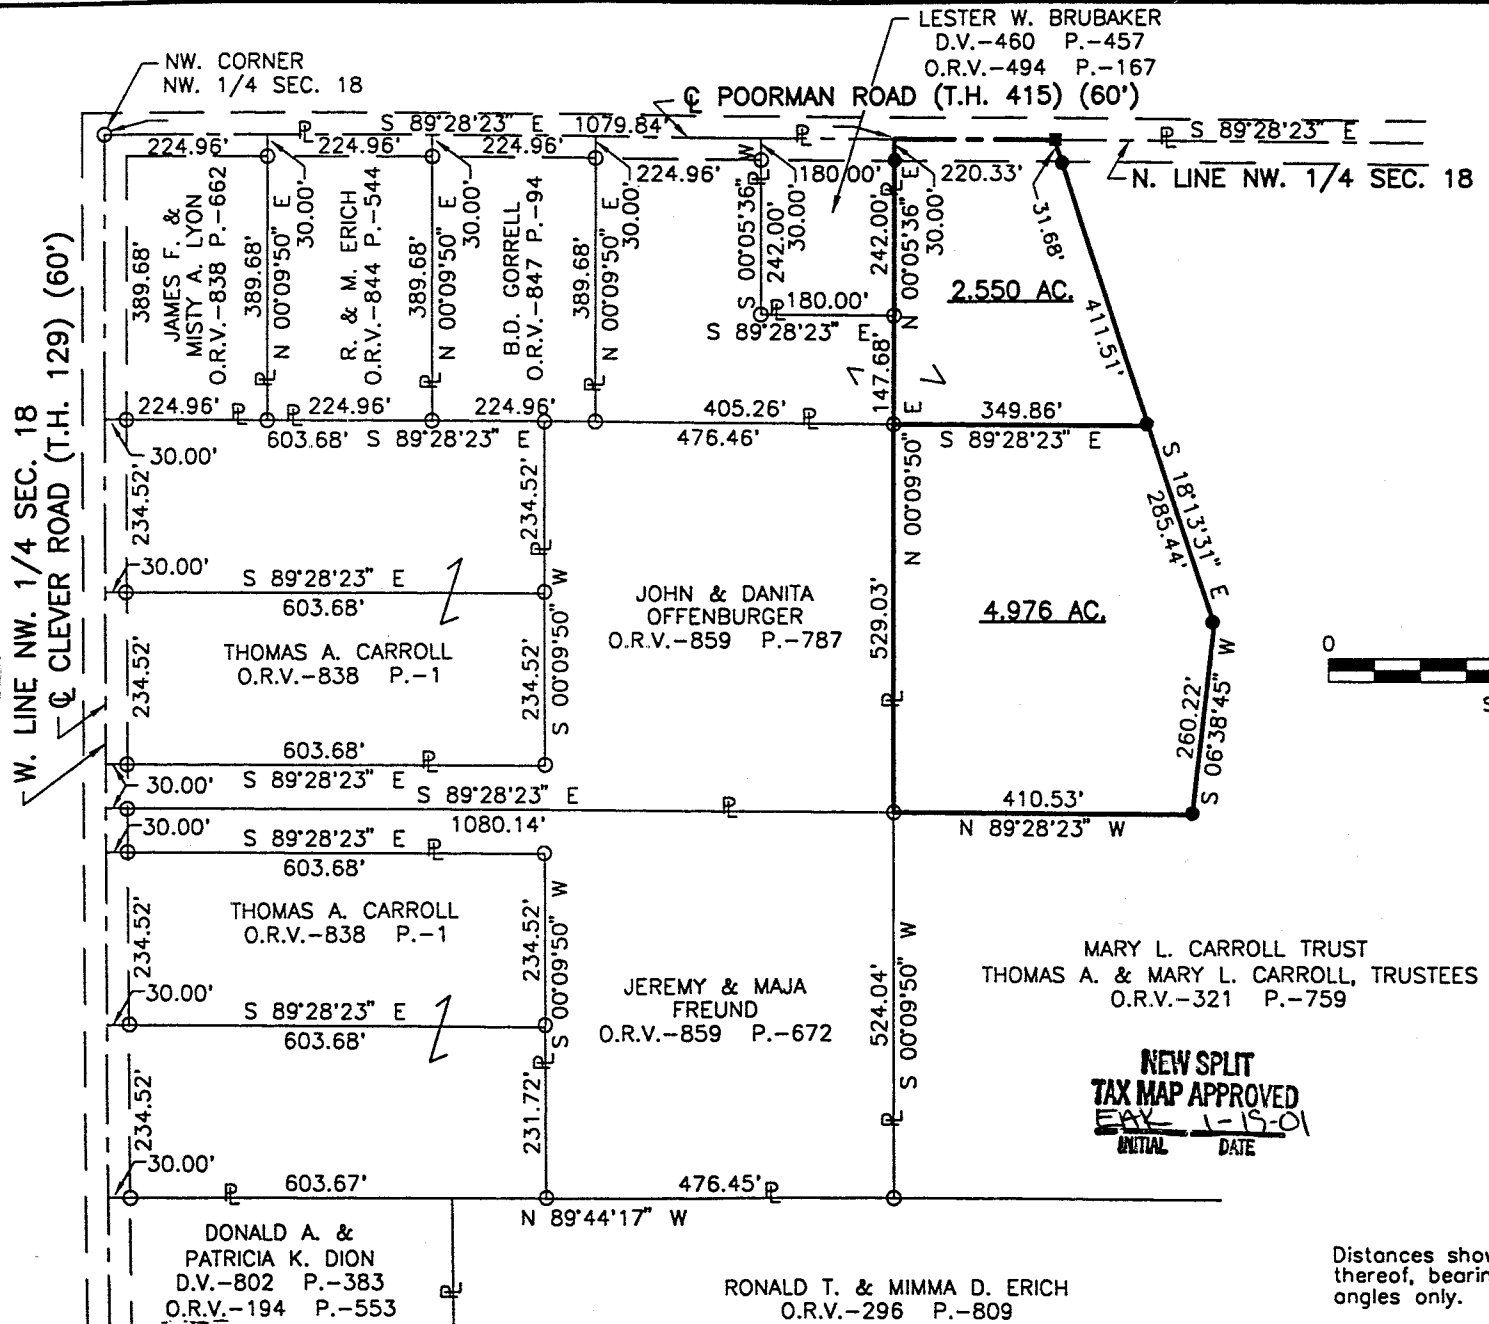 LESTER W. BRUBAKER
D.V.-460 P.-457
O.R.V.-494 P.-167
NW. CORNER
NW. 1/4 SEC. 18
℄ POORMAN ROAD (T.H. 415) (60')
S 89°28'23" E 1079.84'
S 89°28'23" E
N. LINE NW. 1/4 SEC. 18
224.96'
224.96'
224.96'
224.96'
180.00'
220.33'
30.00'
30.00'
30.00'
30.00'
30.00'
31.68'
389.68'
JAMES F. &
MISTY A. LYON
O.R.V.-838 P.-662
389.68'
N 00°09'50" E
R. & M. ERICH
O.R.V.-844 P.-544
389.68'
N 00°09'50" E
B.D. GORRELL
O.R.V.-847 P.-94
389.68'
N 00°09'50" E
S 00°05'36" W
242.00'
242.00'
N 00°05'36" E
180.00'
S 89°28'23" E
147.68'
2.550 AC.
411.51'
224.96'
224.96'
224.96'
405.26'
349.86'
603.68' S 89°28'23" E
476.46'
S 89°28'23" E
W. LINE NW. 1/4 SEC. 18
℄ CLEVER ROAD (T.H. 129) (60')
30.00'
234.52'
234.52'
N 00°09'50" E
S 18°13'31" E
285.44'
30.00'
S 89°28'23" E
603.68'
THOMAS A. CARROLL
O.R.V.-838 P.-1
234.52'
234.52'
S 00°09'50" W
JOHN & DANITA
OFFENBURGER
O.R.V.-859 P.-787
529.03'
4.976 AC.
260.22'
S 06°38'45" W
0
S
603.68'
S 89°28'23" E
30.00'
S 89°28'23" E
1080.14'
410.53'
N 89°28'23" W
30.00'
S 89°28'23" E
603.68'
THOMAS A. CARROLL
O.R.V.-838 P.-1
234.52'
234.52'
S 00°09'50" W
30.00'
S 89°28'23" E
603.68'
JEREMY & MAJA
FREUND
O.R.V.-859 P.-672
524.04'
S 00°09'50" W
MARY L. CARROLL TRUST
THOMAS A. & MARY L. CARROLL, TRUSTEES
O.R.V.-321 P.-759
NEW SPLIT
TAX MAP APPROVED
EAK 1-15-01
INITIAL DATE
234.52'
231.72'
30.00'
603.67'
476.45'
N 89°44'17" W
DONALD A. &
PATRICIA K. DION
D.V.-802 P.-383
O.R.V.-194 P.-553
RONALD T. & MIMMA D. ERICH
O.R.V.-296 P.-809
Distances show
thereof, bearin
angles only.